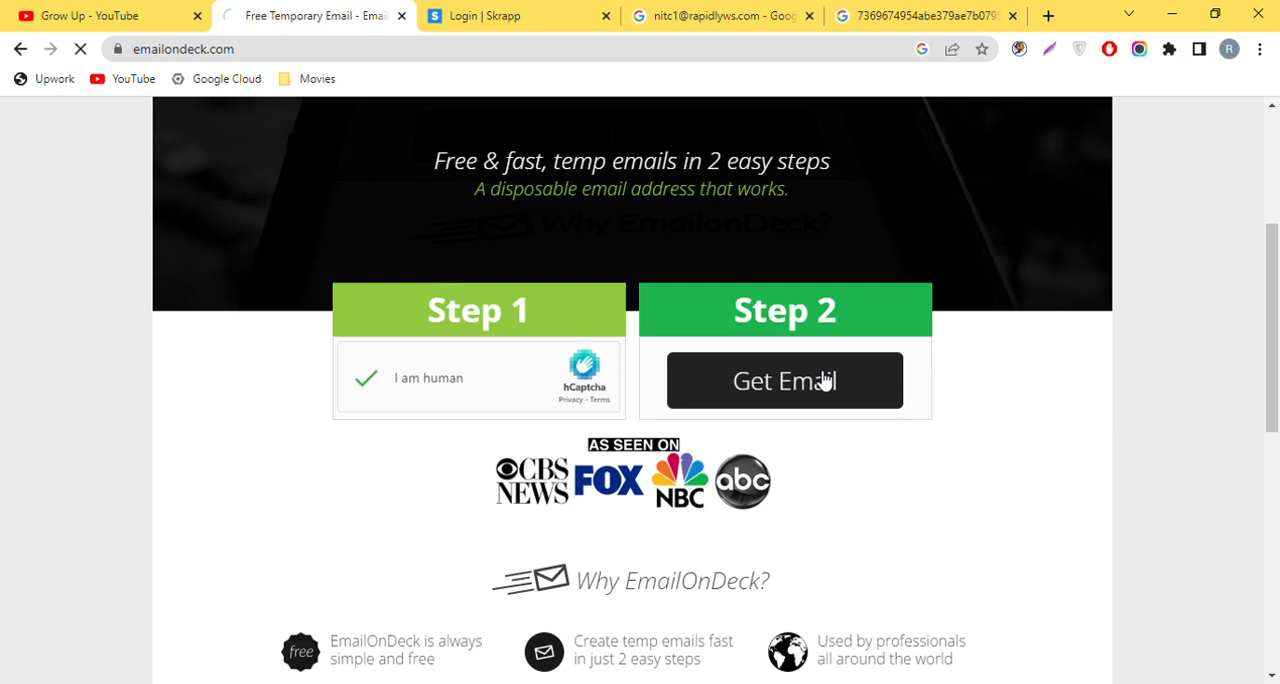 Grow Up - YouTube
Free Temporary Email - Emai
Login | Skrapp
nitc1@rapidlyws.com - Goog
7369674954abe379ae7b0795
emailondeck.com
R
Upwork
YouTube
Google Cloud
Movies
Free & fast, temp emails in 2 easy steps
A disposable email address that works.
Why EmailonDeck?
Step 1
Step 2
I am human
hCaptcha
Privacy - Terms
Get Email
AS SEEN ON
CBS NEWS
FOX
NBC
abc
Why EmailOnDeck?
free
EmailOnDeck is always
simple and free
Create temp emails fast
in just 2 easy steps
Used by professionals
all around the world